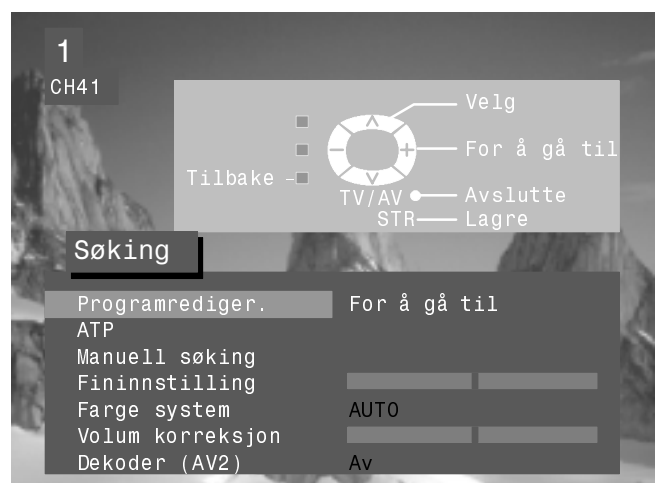 1
CH41
Velg
For å gå til
Tilbake
TV/AV Avslutte
STR Lagre
Søking
Programrediger. For å gå til
ATP
Manuell søking
Fininnstilling
Farge system AUTO
Volum korreksjon
Dekoder (AV2) Av